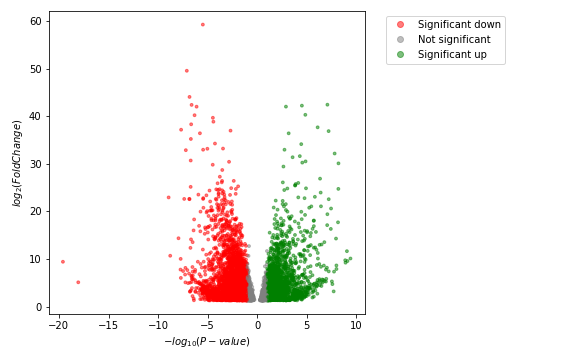 60
50
40
30
20
10
0
log₂(FoldChange)
−20
−15
−10
−5
0
5
10
−log₁₀(P − value)
Significant down
Not significant
Significant up